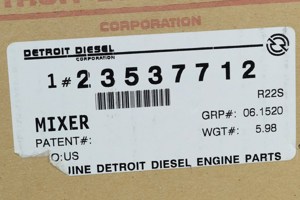 CORPORATION
DETROIT DIESEL
CORPORATION
1 # 23537712
R22S
MIXER
GRP#: 06.1520
PATENT#:
WGT#: 5.98
O:US
INE DETROIT DIESEL ENGINE PARTS